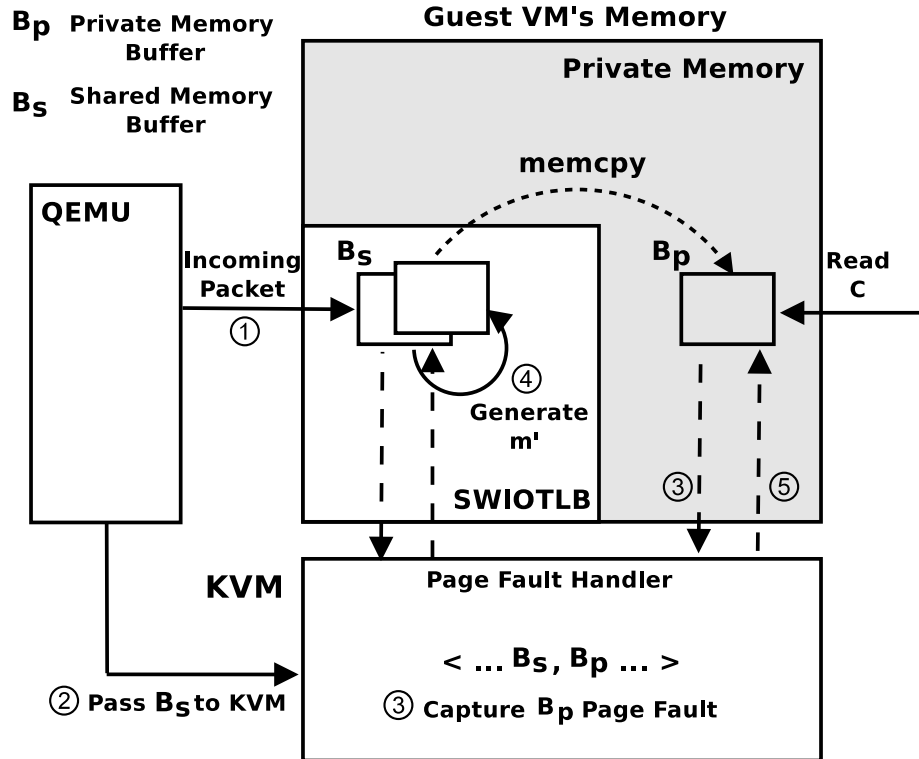 Guest VM's Memory
Bp Private Memory
Buffer
Bs Shared Memory
Buffer
Private Memory
memcpy
QEMU
Incoming
Packet
①
Bs
Bp
Read
C
④
Generate
m'
SWIOTLB
③
⑤
KVM
Page Fault Handler
< ... Bs, Bp ... >
② Pass Bs to KVM
③ Capture Bp Page Fault